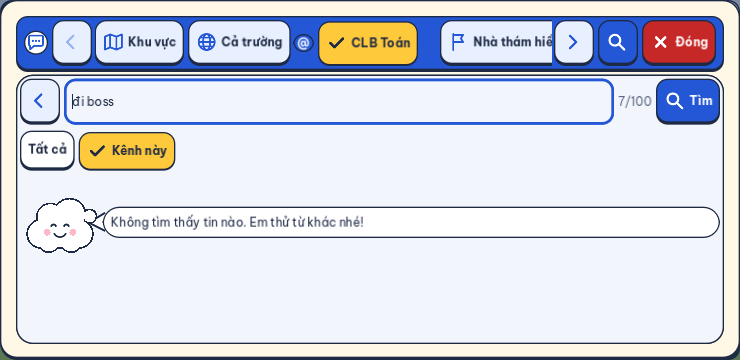 Khu vực
Cả trường
@
CLB Toán
Nhà thám hiể
Đóng
đi boss
7/100
Tìm
Tất cả
Kênh này
Không tìm thấy tin nào. Em thử từ khác nhé!